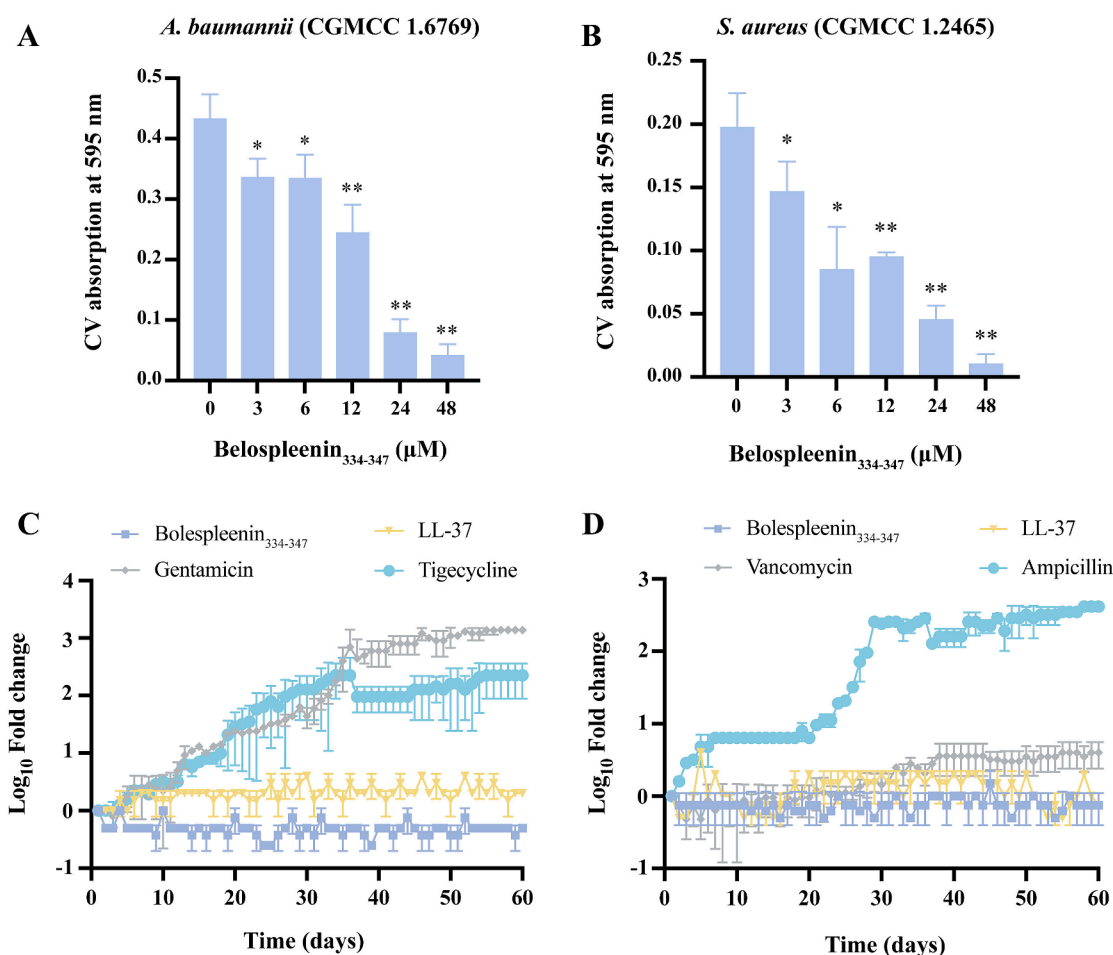 A
A. baumannii (CGMCC 1.6769)
CV absorption at 595 nm
0.5
0.4
0.3
0.2
0.1
0.0
* * ** ** **
0 3 6 12 24 48
Belospleenin334-347 (μM)
B
S. aureus (CGMCC 1.2465)
CV absorption at 595 nm
0.25
0.20
0.15
0.10
0.05
0.00
* * ** ** **
0 3 6 12 24 48
Belospleenin334-347 (μM)
C
Bolespleenin334-347 LL-37
Gentamicin Tigecycline
Log10 Fold change
4
3
2
1
0
-1
0 10 20 30 40 50 60
Time (days)
D
Bolespleenin334-347 LL-37
Vancomycin Ampicillin
Log10 Fold change
3
2
1
0
-1
0 10 20 30 40 50 60
Time (days)